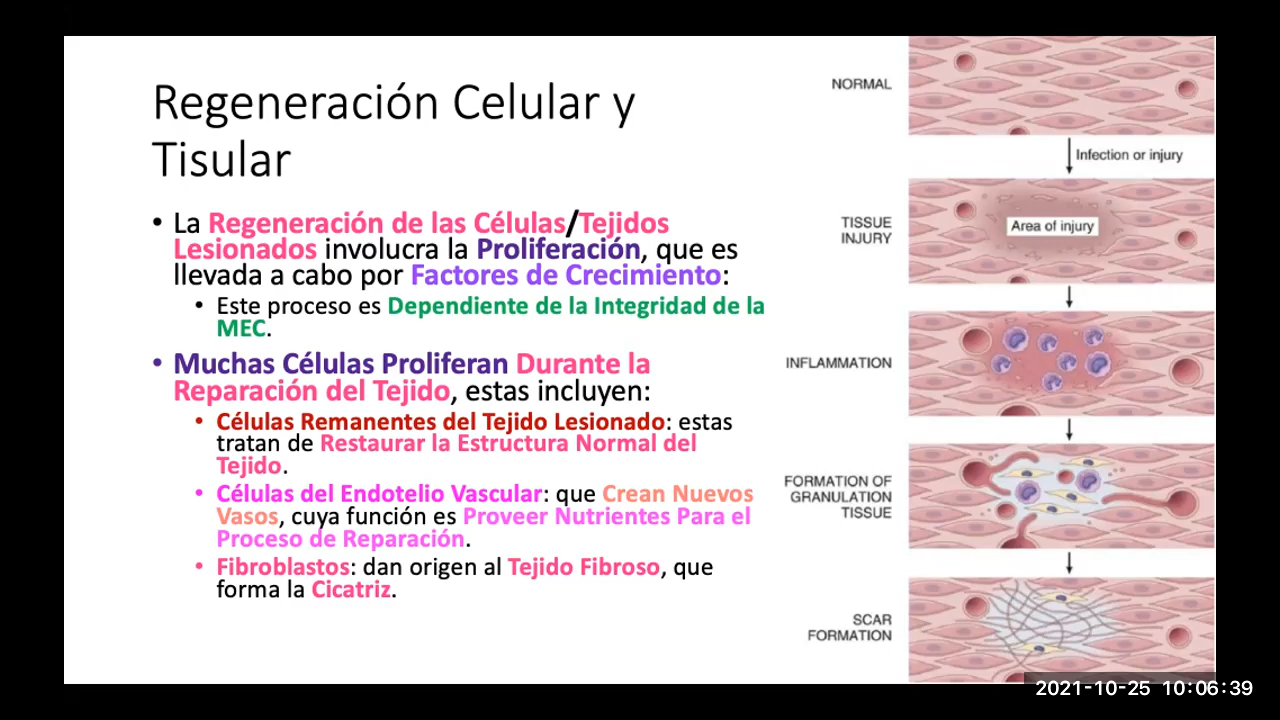 Regeneración Celular y
Tisular
• La Regeneración de las Células/Tejidos
Lesionados involucra la Proliferación, que es
llevada a cabo por Factores de Crecimiento:
• Este proceso es Dependiente de la Integridad de la
MEC.
• Muchas Células Proliferan Durante la
Reparación del Tejido, estas incluyen:
• Células Remanentes del Tejido Lesionado: estas
tratan de Restaurar la Estructura Normal del
Tejido.
• Células del Endotelio Vascular: que Crean Nuevos
Vasos, cuya función es Proveer Nutrientes Para el
Proceso de Reparación.
• Fibroblastos: dan origen al Tejido Fibroso, que
forma la Cicatriz.
NORMAL
Infection or injury
TISSUE
INJURY
Area of injury
INFLAMMATION
FORMATION OF
GRANULATION
TISSUE
SCAR
FORMATION
2021-10-25 10:06:39